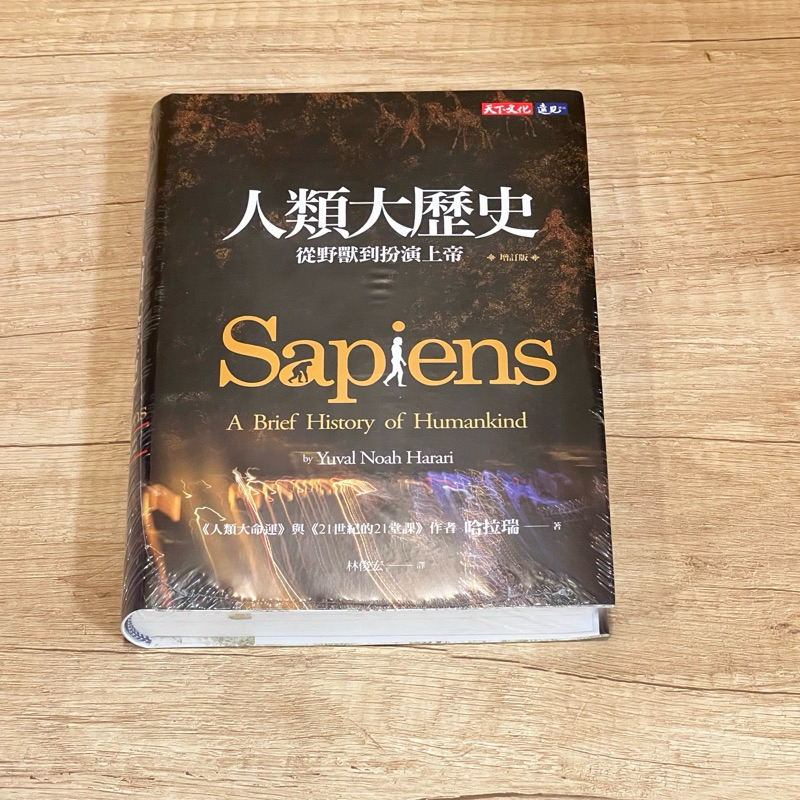 天下文化 遠見
人類大歷史
從野獸到扮演上帝 增訂版
Sapiens
A Brief History of Humankind
by Yuval Noah Harari
《人類大命運》與《21世紀的21堂課》作者 哈拉瑞——著
林俊宏——譯